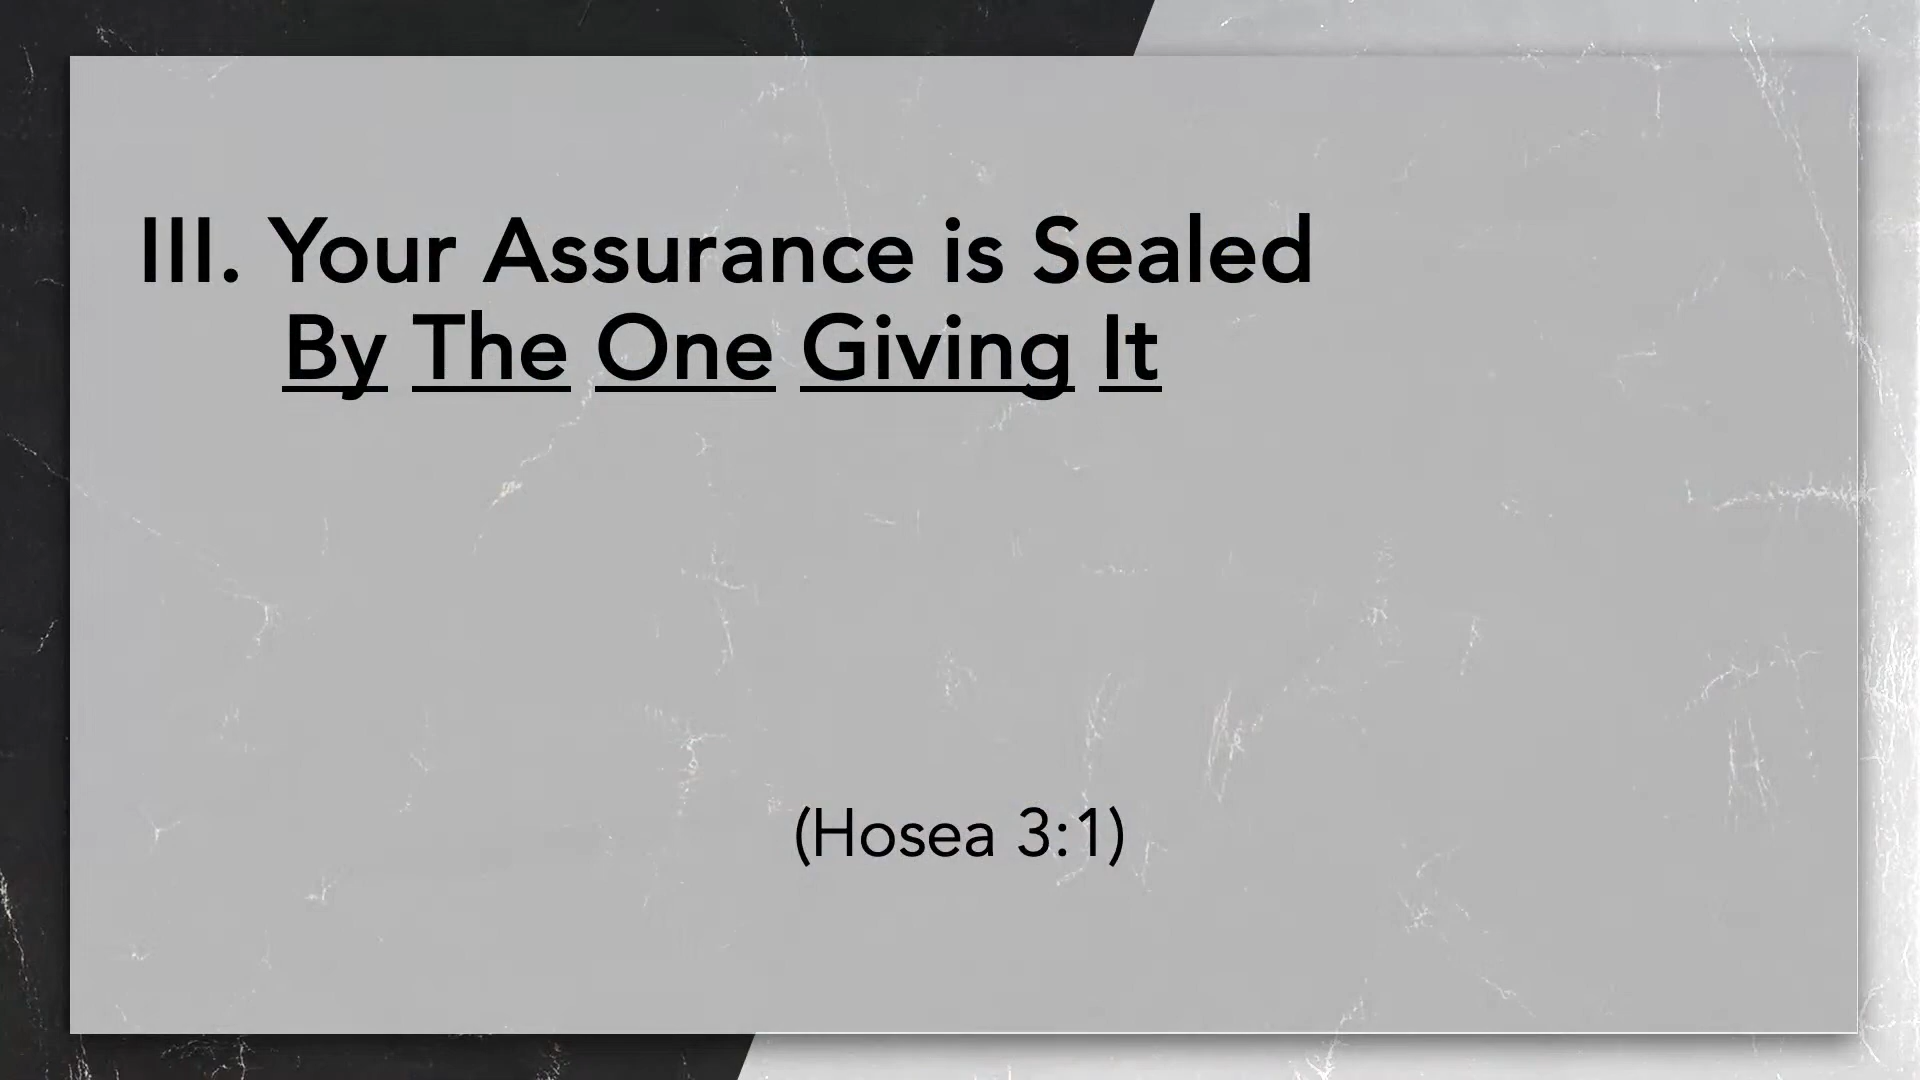 III. Your Assurance is Sealed
By The One Giving It
(Hosea 3:1)